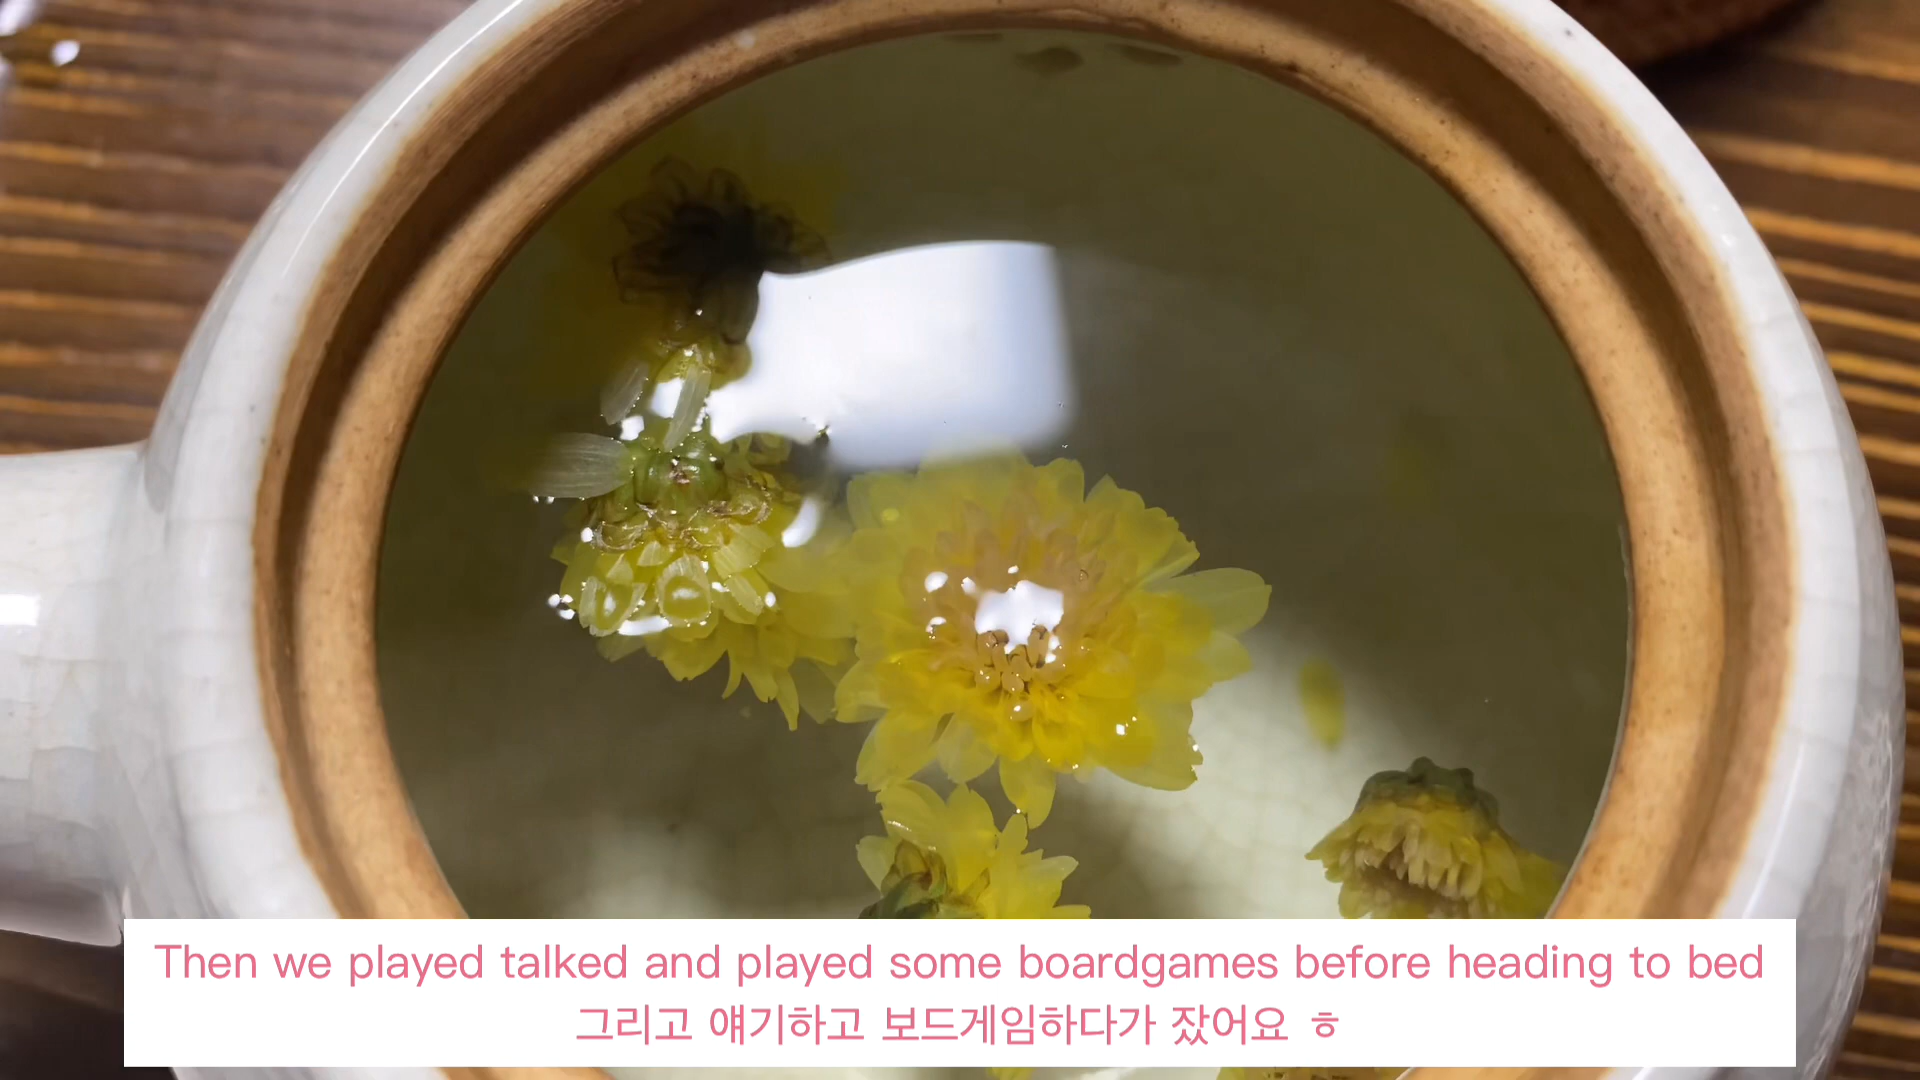 Then we played talked and played some boardgames before heading to bed
그리고 얘기하고 보드게임하다가 잤어요 ㅎ